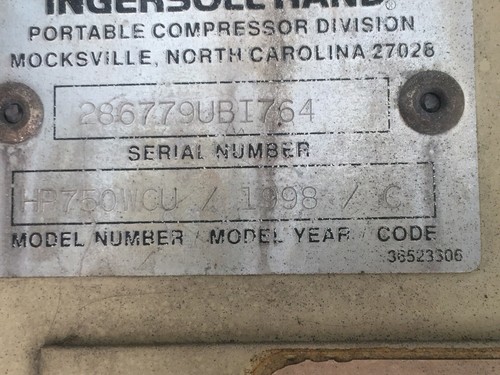 INGERSOLL-RAND®
PORTABLE COMPRESSOR DIVISION
MOCKSVILLE, NORTH CAROLINA 27028
286779UBI764
SERIAL NUMBER
HP750WCU / 1998 / C
MODEL NUMBER / MODEL YEAR / CODE
36523306